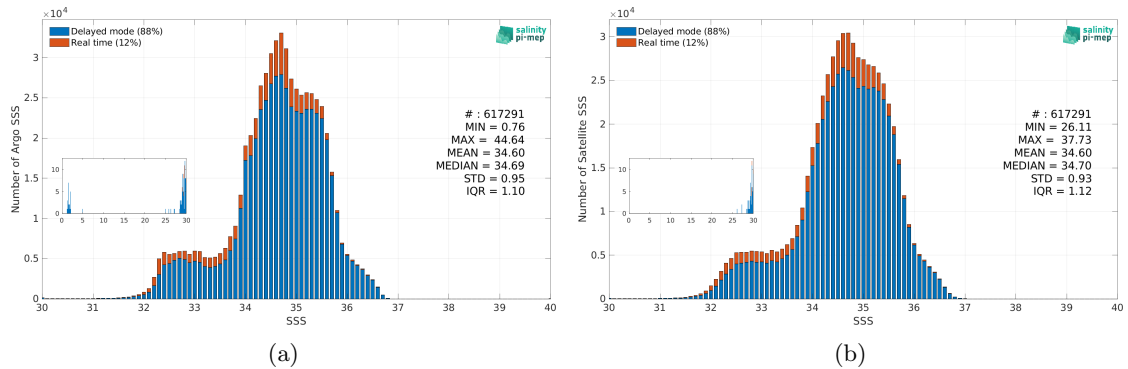 ×10⁴
Delayed mode (88%)
Real time (12%)
salinity
pi-mep
Number of Argo SSS
3
2.5
2
1.5
1
0.5
0
# : 617291
MIN = 0.76
MAX = 44.64
MEAN = 34.60
MEDIAN = 34.69
STD = 0.95
IQR = 1.10
10
5
0
0 5 10 15 20 25 30
30 31 32 33 34 35 36 37 38 39 40
SSS
(a)
×10⁴
Delayed mode (88%)
Real time (12%)
salinity
pi-mep
Number of Satellite SSS
3
2.5
2
1.5
1
0.5
0
# : 617291
MIN = 26.11
MAX = 37.73
MEAN = 34.60
MEDIAN = 34.70
STD = 0.93
IQR = 1.12
10
5
0
0 5 10 15 20 25 30
30 31 32 33 34 35 36 37 38 39 40
SSS
(b)